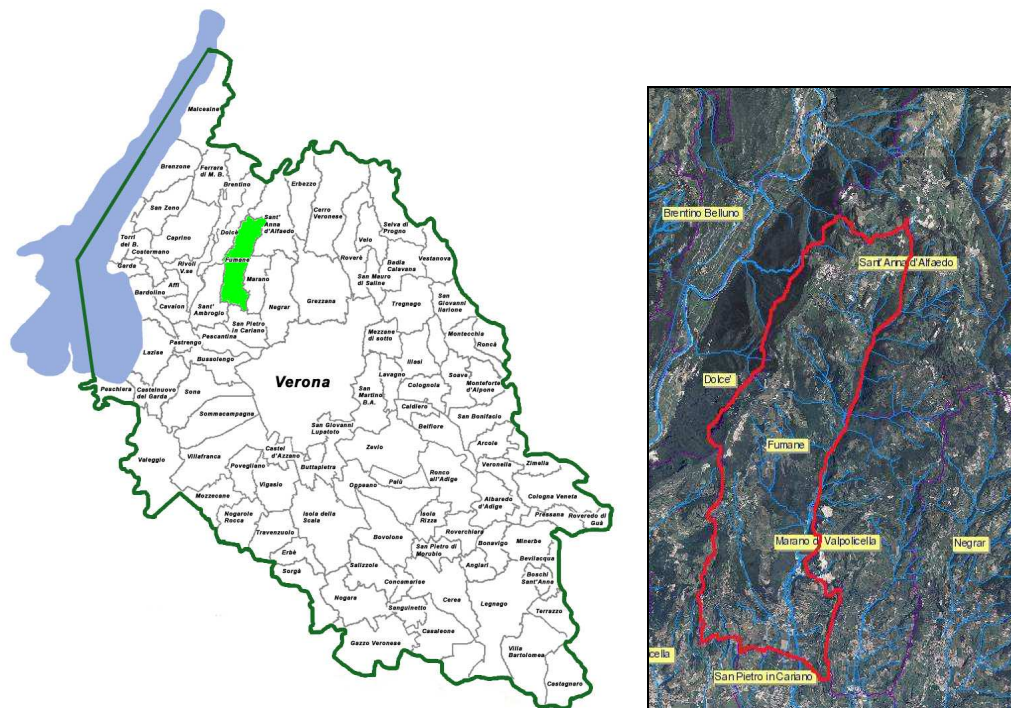 Malcesine
Brenzone
Ferrara
di M. B.
Brentino
Erbezzo
Cerro
Veronese
San Zeno
Sant'
Anna
d'Alfaedo
Selva di
Progno
Torri
del B.
Caprino
Dolcè
Velo
Vestanova
Costermano
Roverè
Badia
Calavana
Garda
Rivoli
V.se
Fumane
Marano
San Mauro
di Saline
Affi
Bardolino
Cavaion
Sant'
Ambrogio
Negrar
Grezzana
Tregnago
San
Giovanni
Ilarione
San Pietro
in Cariano
Pescantina
Pastrengo
Mezzane
di sotto
Montecchia
Roncà
Lazise
Bussolengo
Illasi
Peschiera
Castelnuovo
del Garda
Sona
Verona
Lavagno
Soave
Colognola
Monteforte
d'Alpone
San
Martino
B.A.
Sommacampagna
Caldiero
San Bonifacio
San Giovanni
Lupatoto
Belfiore
Arcole
Zevio
Valeggio
Villafranca
Castel
d'Azzano
Buttapietra
Povegliano
Veronella
Zimella
Vigasio
Oppeano
Palù
Ronco
all'Adige
Mozzecane
Albaredo
d'Adige
Cologna Veneta
Pressana
Roveredo di
Guà
Nogarole
Rocca
Isola della
Scala
Isola
Rizza
Trevenzuolo
Bovolone
Roverchiara
Bonavigo
Minerbe
Erbè
San Pietro di
Morubio
Bevilacqua
Sorgà
Salizzole
Angiari
Boschi
Sant'Anna
Concamarise
Nogara
Cerea
Legnago
Sanguinetto
Terrazzo
Casaleone
Gazzo Veronese
Villa
Bartolomea
Castagnaro
Brentino Belluno
Sant'Anna d'Alfaedo
Dolce'
Fumane
Marano di Valpolicella
Negrar
cella
San Pietro in Cariano